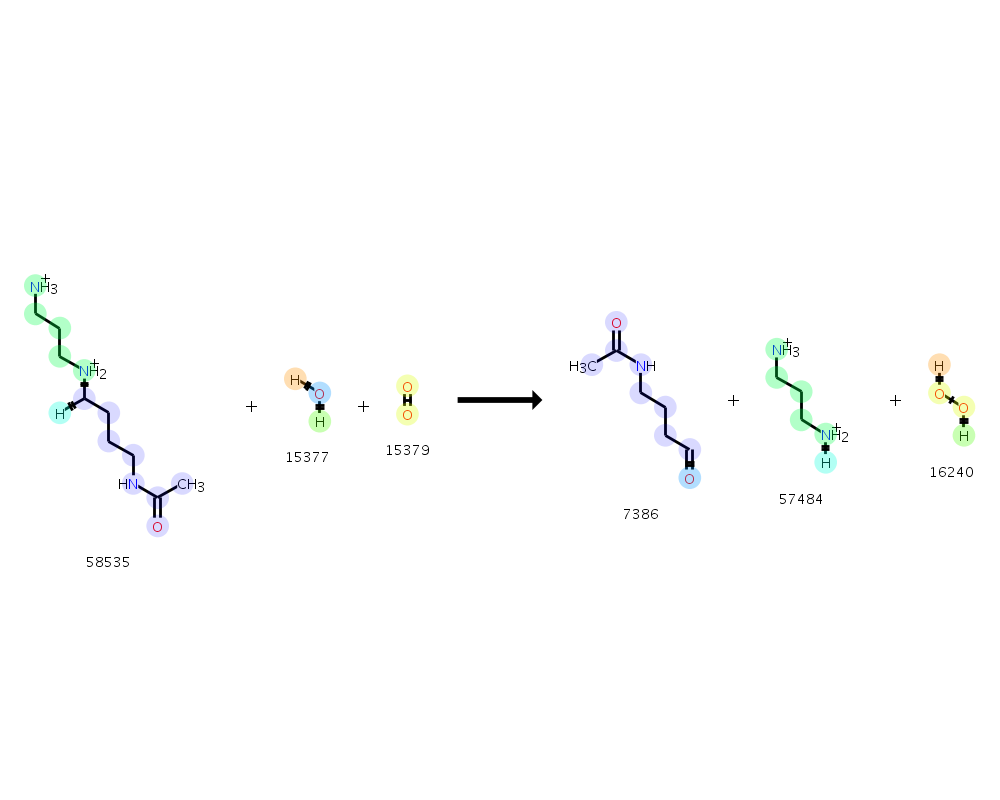 NH3+
NH2+
H
HN
CH3
O
58535
+
H
O
H
15377
+
O
O
15379
O
H3C
NH
O
7386
+
NH3+
NH2+
H
57484
+
H
O
O
H
16240